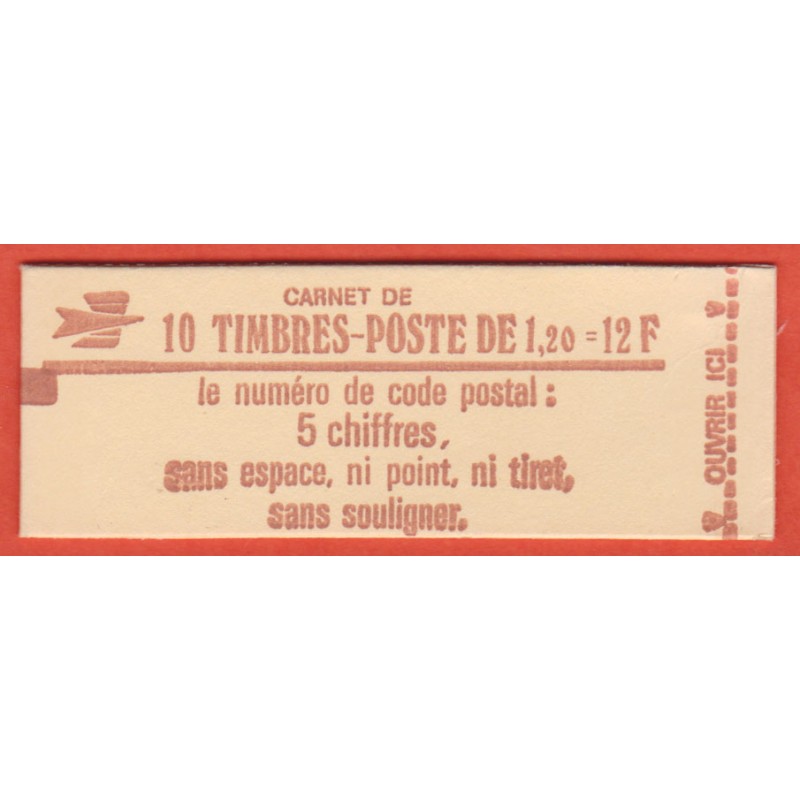 CARNET DE
10 TIMBRES-POSTE DE 1,20 = 12 F
le numéro de code postal :
5 chiffres,
sans espace, ni point, ni tiret,
sans souligner.
OUVRIR ICI